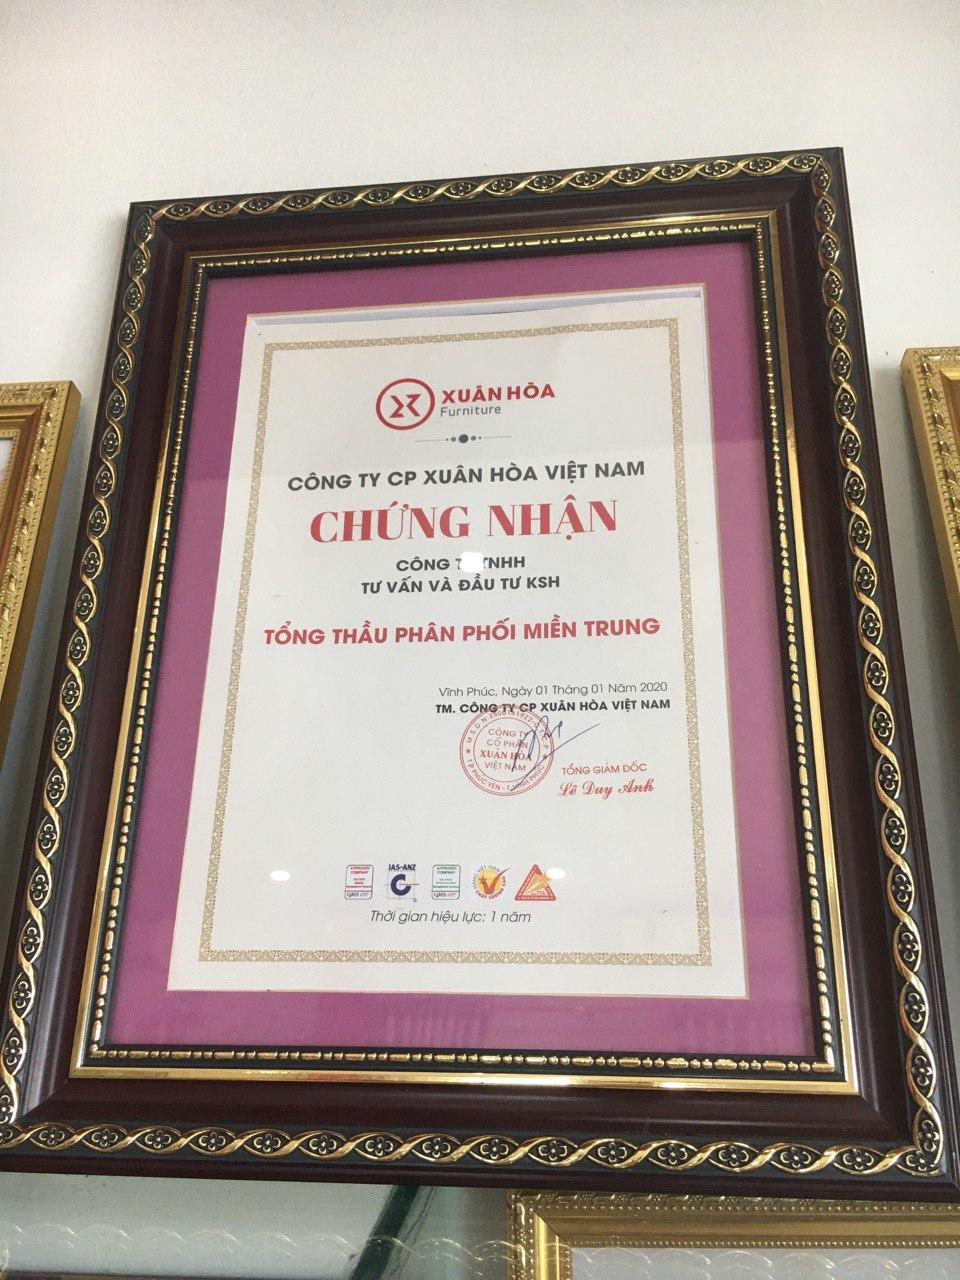 XUÂN HÒA
Furniture
CÔNG TY CP XUÂN HÒA VIỆT NAM
CHỨNG NHẬN
CÔNG TNHH
TƯ VẤN VÀ ĐẦU TƯ KSH
TỔNG THẦU PHÂN PHỐI MIỀN TRUNG
Vĩnh Phúc, Ngày 01 Tháng 01 Năm 2020
TM. CÔNG TY CP XUÂN HÒA VIỆT NAM
CÔNG TY
CỔ PHẦN
XUÂN HÒA
VIỆT NAM
T.P PHÚC YÊN - T. VĨNH PHÚC
TỔNG GIÁM ĐỐC
Lê Duy Anh
JAS-ANZ
Thời gian hiệu lực: 1 năm